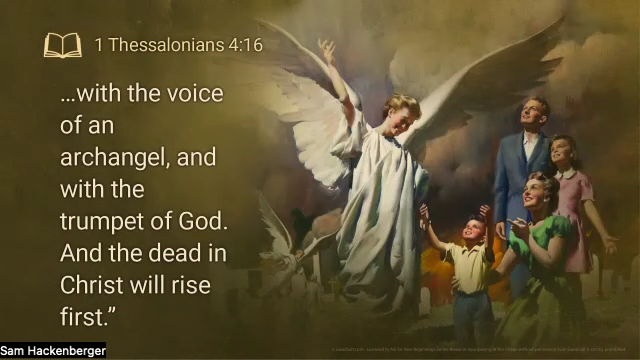 1 Thessalonians 4:16
…with the voice
of an
archangel, and
with the
trumpet of God.
And the dead in
Christ will rise
first.”
Sam Hackenberger